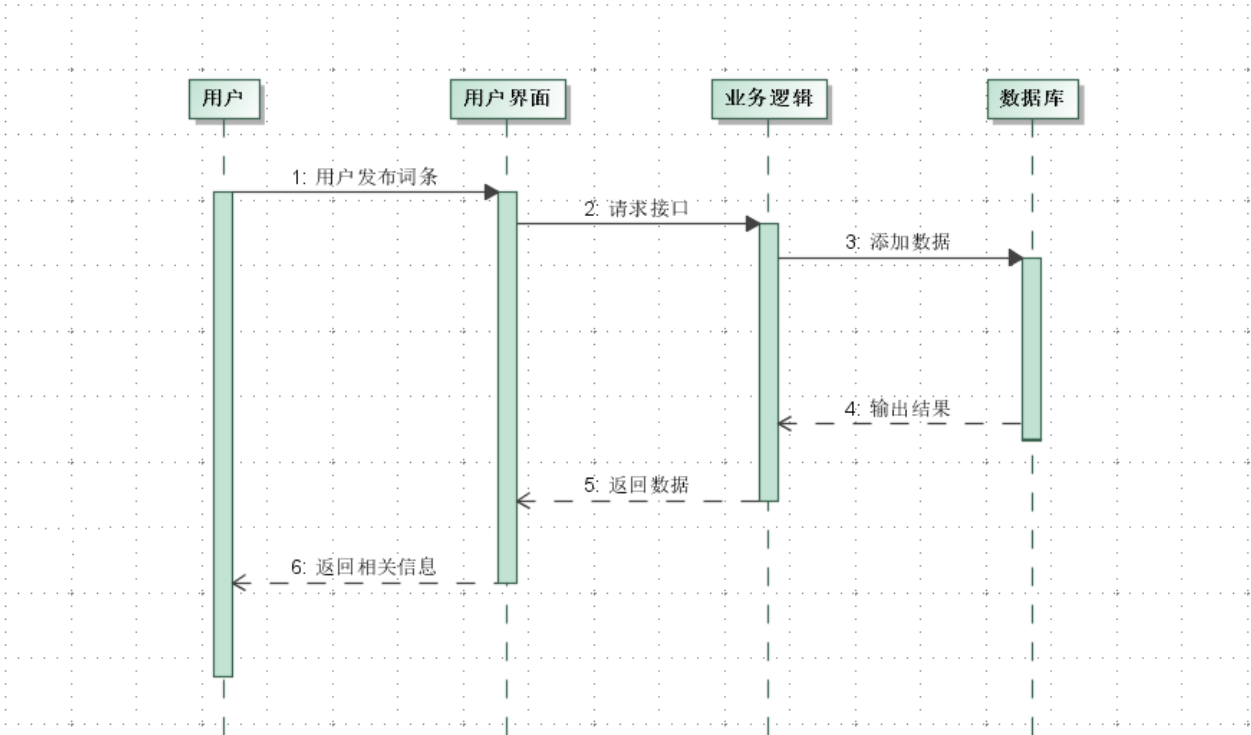 用户
用户界面
业务逻辑
数据库
1: 用户发布词条
2: 请求接口
3: 添加数据
4: 输出结果
5: 返回数据
6: 返回相关信息